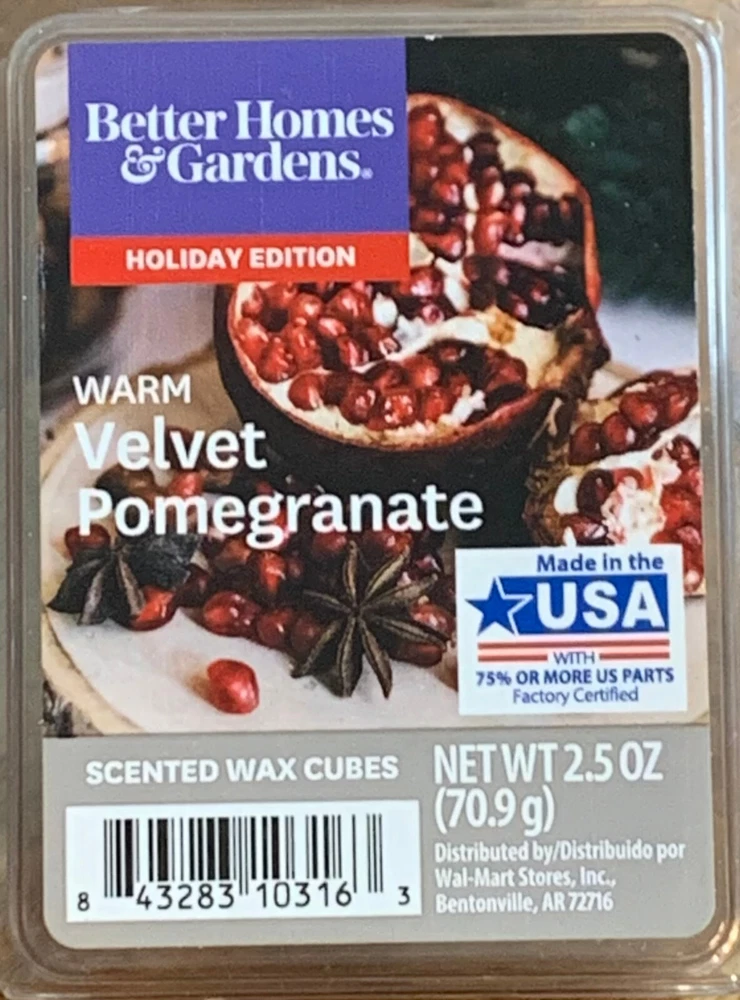 Better Homes
&Gardens®
HOLIDAY EDITION
WARM
Velvet
Pomegranate
Made in the
USA
WITH
75% OR MORE US PARTS
Factory Certified
SCENTED WAX CUBES
NET WT 2.5 OZ
(70.9 g)
Distributed by/Distribuido por
Wal-Mart Stores, Inc.,
Bentonville, AR 72716
8 43283 10316 3